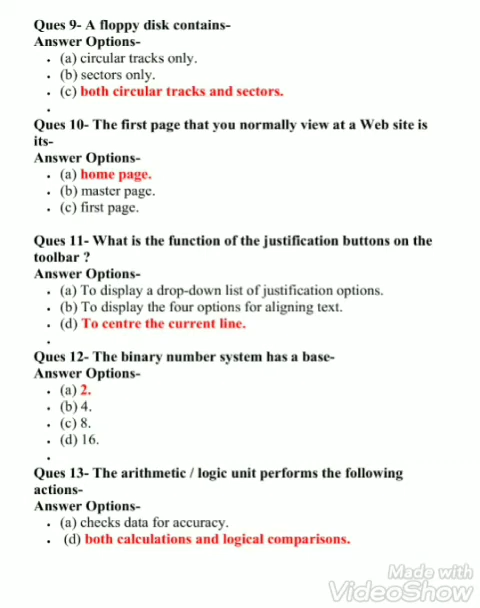 Ques 9- A floppy disk contains-
Answer Options-
• (a) circular tracks only.
• (b) sectors only.
• (c) both circular tracks and sectors.
•
Ques 10- The first page that you normally view at a Web site is
its-
Answer Options-
• (a) home page.
• (b) master page.
• (c) first page.
Ques 11- What is the function of the justification buttons on the
toolbar ?
Answer Options-
• (a) To display a drop-down list of justification options.
• (b) To display the four options for aligning text.
• (d) To centre the current line.
•
Ques 12- The binary number system has a base-
Answer Options-
• (a) 2.
• (b) 4.
• (c) 8.
• (d) 16.
•
Ques 13- The arithmetic / logic unit performs the following
actions-
Answer Options-
• (a) checks data for accuracy.
• (d) both calculations and logical comparisons.
Made with
VideoShow